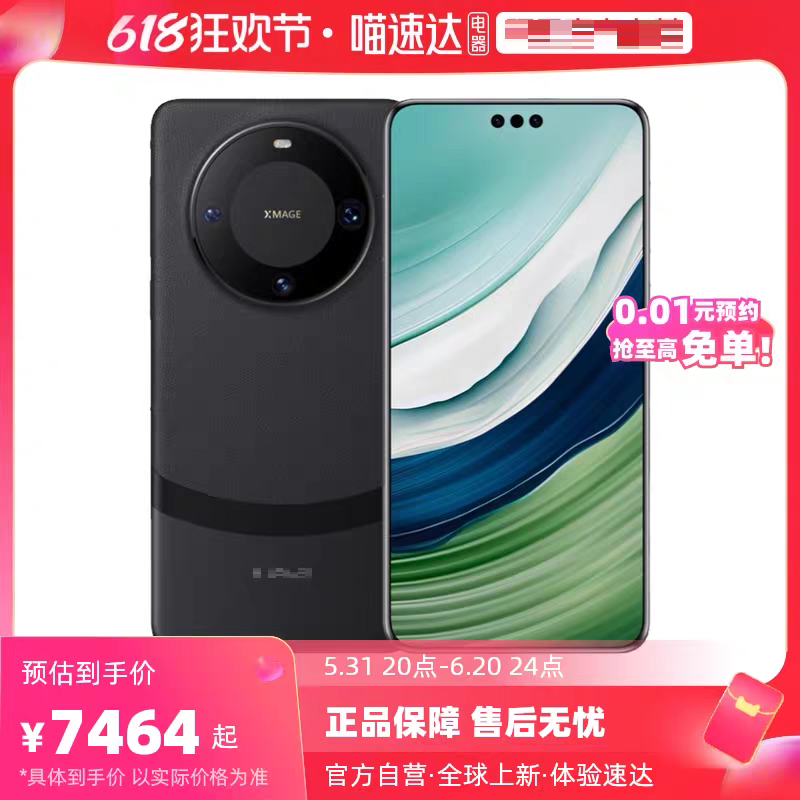 618狂欢节·喵速达电器
XMAGE
0.01元预约
抢至高免单!
预估到手价
¥7464起
*具体到手价 以实际价格为准
5.31 20点-6.20 24点
正品保障 售后无忧
官方自营·全球上新·体验速达